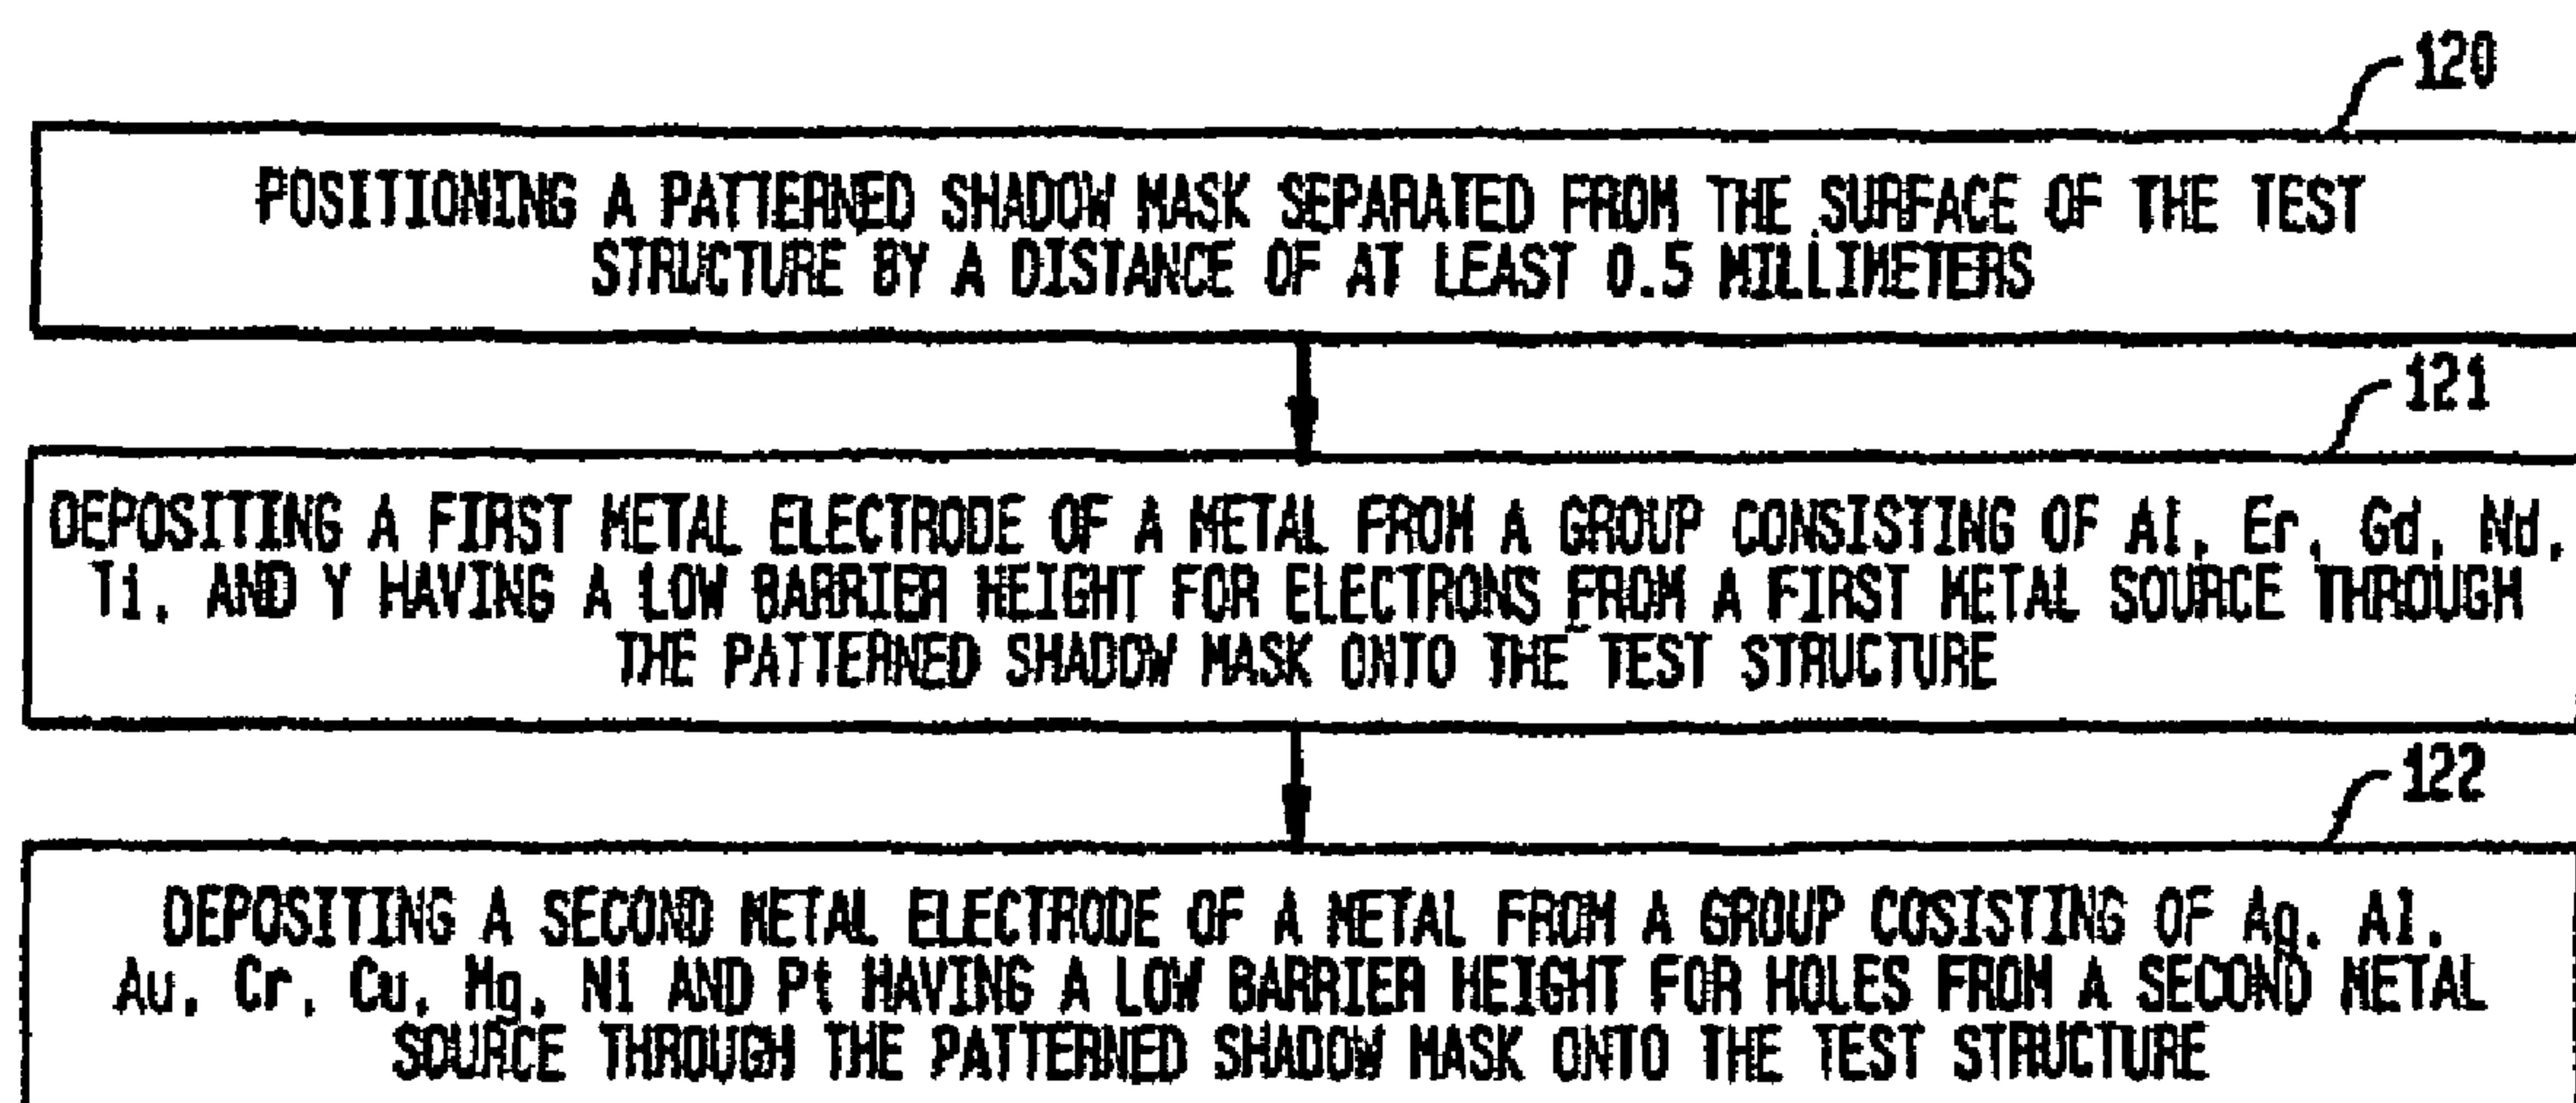 120
POSITIONING A PATTERNED SHADOW MASK SEPARATED FROM THE SURFACE OF THE TEST
STRUCTURE BY A DISTANCE OF AT LEAST 0.5 MILLIMETERS
121
DEPOSITING A FIRST METAL ELECTRODE OF A METAL FROM A GROUP CONSISTING OF Al, Er, Gd, Nd,
Ti, AND Y HAVING A LOW BARRIER HEIGHT FOR ELECTRONS FROM A FIRST METAL SOURCE THROUGH
THE PATTERNED SHADOW MASK ONTO THE TEST STRUCTURE
122
DEPOSITING A SECOND METAL ELECTRODE OF A METAL FROM A GROUP COSISTING OF Ag, Al,
Au, Cr, Cu, Mg, Ni AND Pt HAVING A LOW BARRIER HEIGHT FOR HOLES FROM A SECOND METAL
SOURCE THROUGH THE PATTERNED SHADOW MASK ONTO THE TEST STRUCTURE